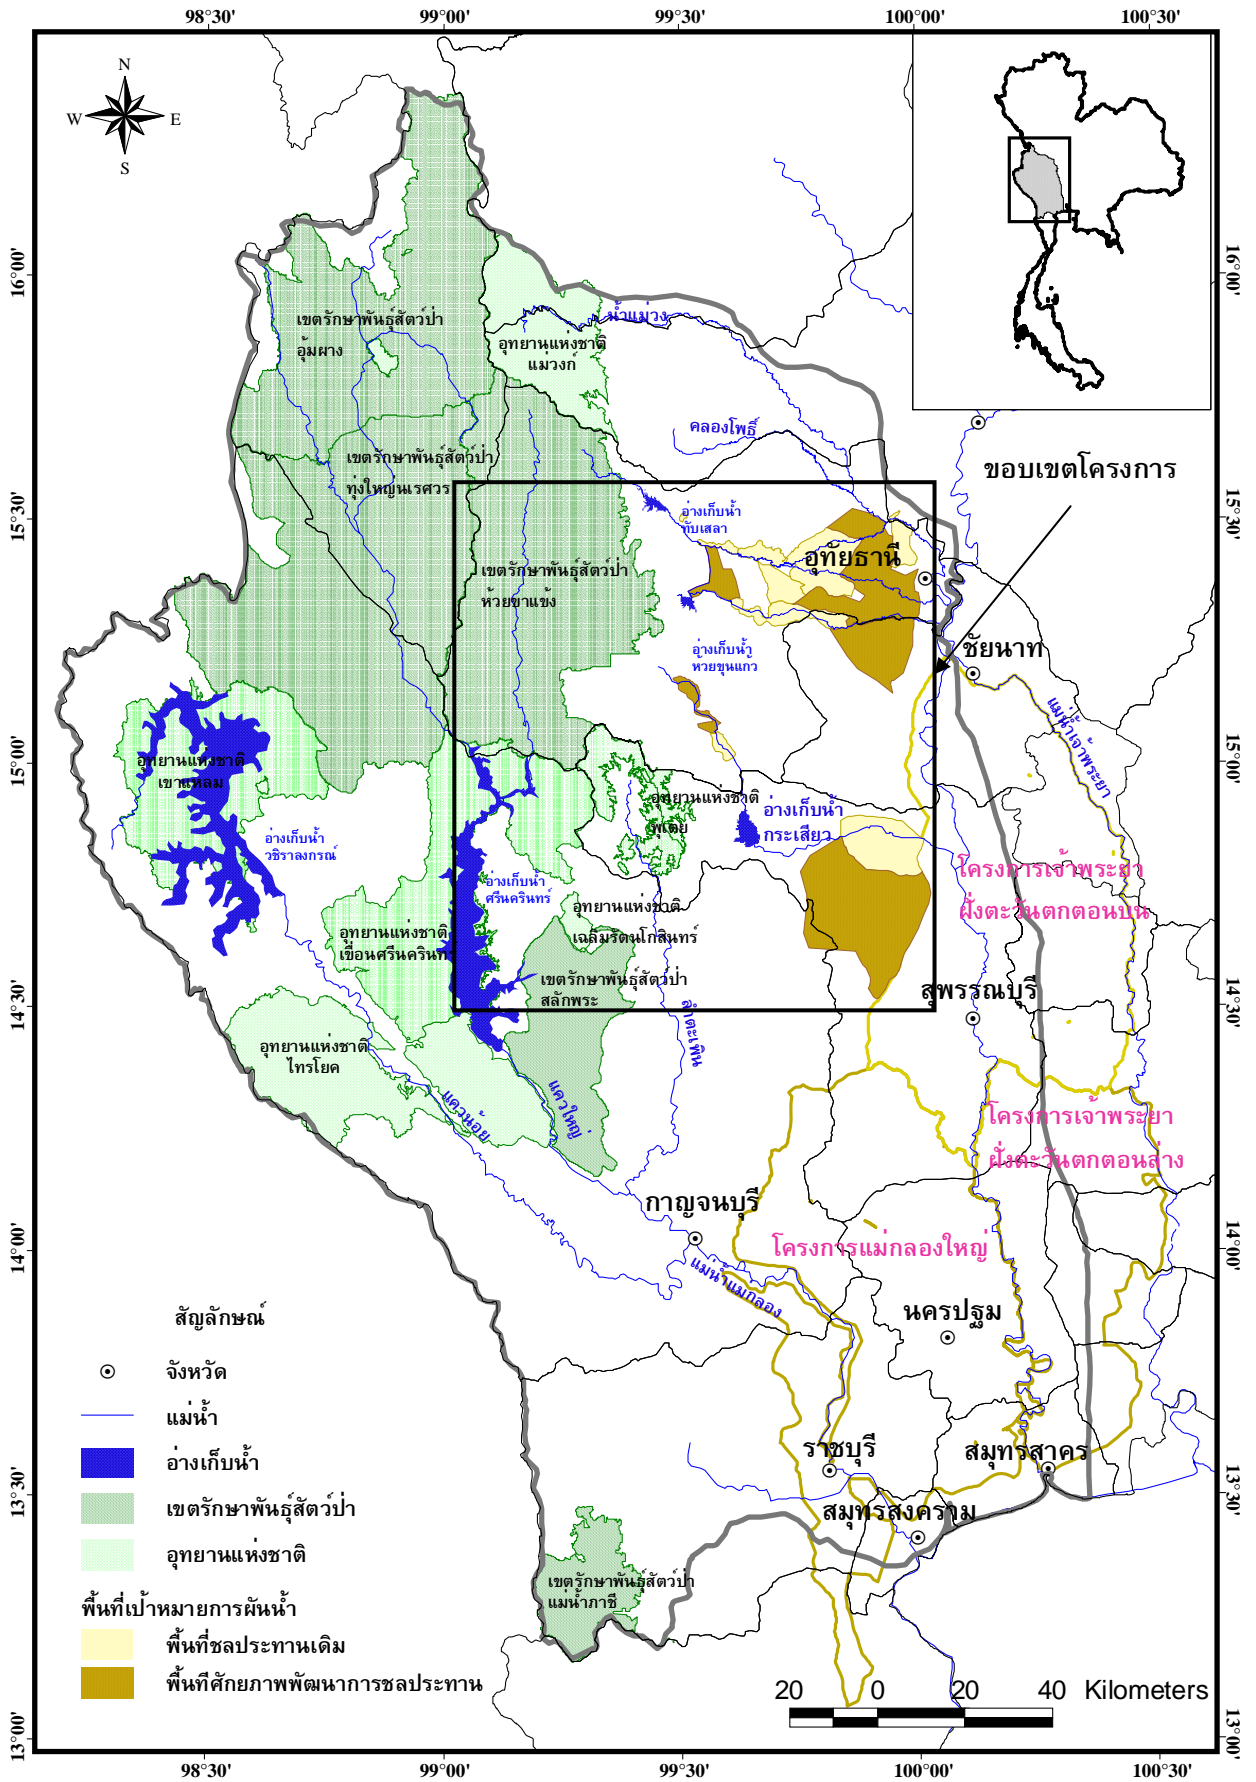 98°30'
99°00'
99°30'
100°00'
100°30'
N
W
E
S
16°00'
16°00'
เขตรักษาพันธุ์สัตว์ป่า
อุ้มผาง
น้ำแม่วง
อุทยานแห่งชาติ
แม่วงก์
คลองโพธิ์
เขตรักษาพันธุ์สัตว์ป่า
ทุ่งใหญ่นเรศวร
ขอบเขตโครงการ
15°30'
15°30'
อ่างเก็บน้ำ
ทับเสลา
อุทัยธานี
เขตรักษาพันธุ์สัตว์ป่า
ห้วยขาแข้ง
อ่างเก็บน้ำ
ห้วยขุนแก้ว
ชัยนาท
แม่น้ำเจ้าพระยา
15°00'
15°00'
อุทยานแห่งชาติ
เขาแหลม
อุทยานแห่งชาติ
พุเตย
อ่างเก็บน้ำ
กระเสียว
อ่างเก็บน้ำ
วชิราลงกรณ์
อ่างเก็บน้ำ
ศรีนครินทร์
โครงการเจ้าพระยา
ฝั่งตะวันตกตอนบน
อุทยานแห่งชาติ
เฉลิมรัตนโกสินทร์
อุทยานแห่งชาติ
เขื่อนศรีนครินทร์
เขตรักษาพันธุ์สัตว์ป่า
สลักพระ
สุพรรณบุรี
14°30'
14°30'
ลำตะเพิน
อุทยานแห่งชาติ
ไทรโยค
แควน้อย
แควใหญ่
โครงการเจ้าพระยา
ฝั่งตะวันตกตอนล่าง
กาญจนบุรี
14°00'
14°00'
โครงการแม่กลองใหญ่
แม่น้ำแม่กลอง
นครปฐม
สัญลักษณ์
จังหวัด
แม่น้ำ
อ่างเก็บน้ำ
เขตรักษาพันธุ์สัตว์ป่า
อุทยานแห่งชาติ
พื้นที่เป้าหมายการผันน้ำ
พื้นที่ชลประทานเดิม
พื้นที่ศักยภาพพัฒนาการชลประทาน
ราชบุรี
สมุทรสาคร
13°30'
13°30'
สมุทรสงคราม
เขตรักษาพันธุ์สัตว์ป่า
แม่น้ำภาชี
20 0 20 40 Kilometers
13°00'
13°00'
98°30'
99°00'
99°30'
100°00'
100°30'